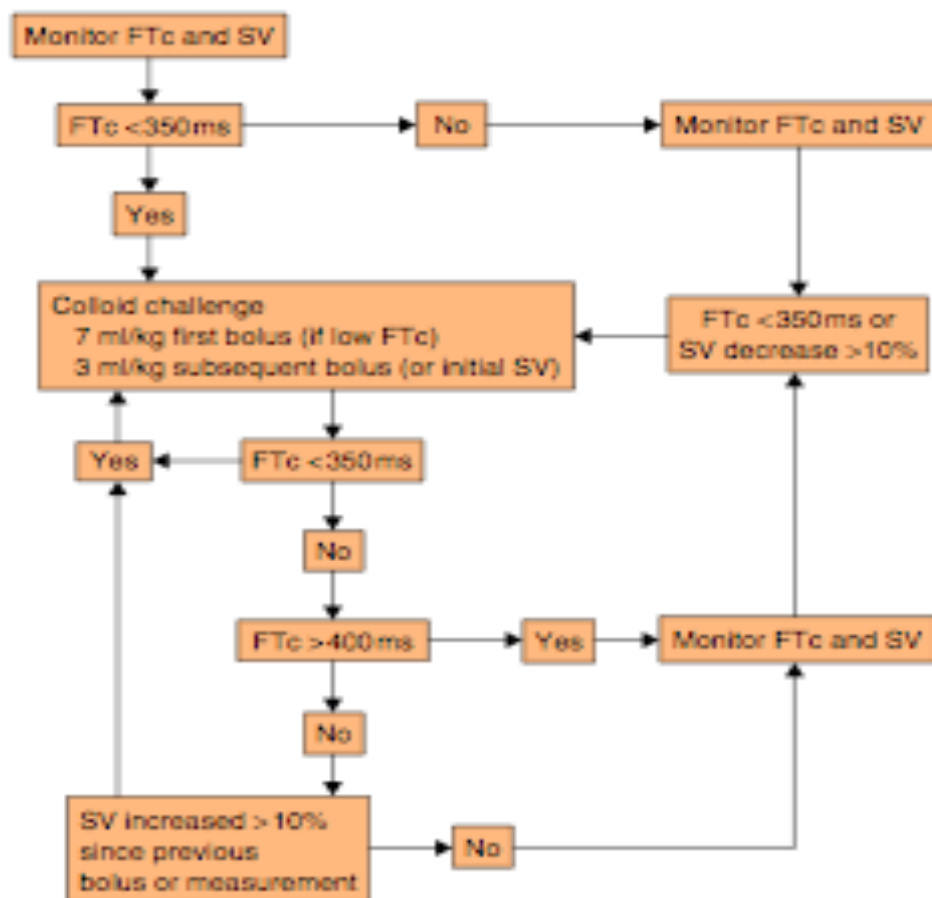 Monitor FTc and SV
FTc <350ms
No
Monitor FTc and SV
Yes
Colloid challenge
7 ml/kg first bolus (if low FTc)
3 ml/kg subsequent bolus (or initial SV)
FTc <350ms or
SV decrease >10%
Yes
FTc <350ms
No
FTc >400ms
Yes
Monitor FTc and SV
No
SV increased >10%
since previous
bolus or measurement
No